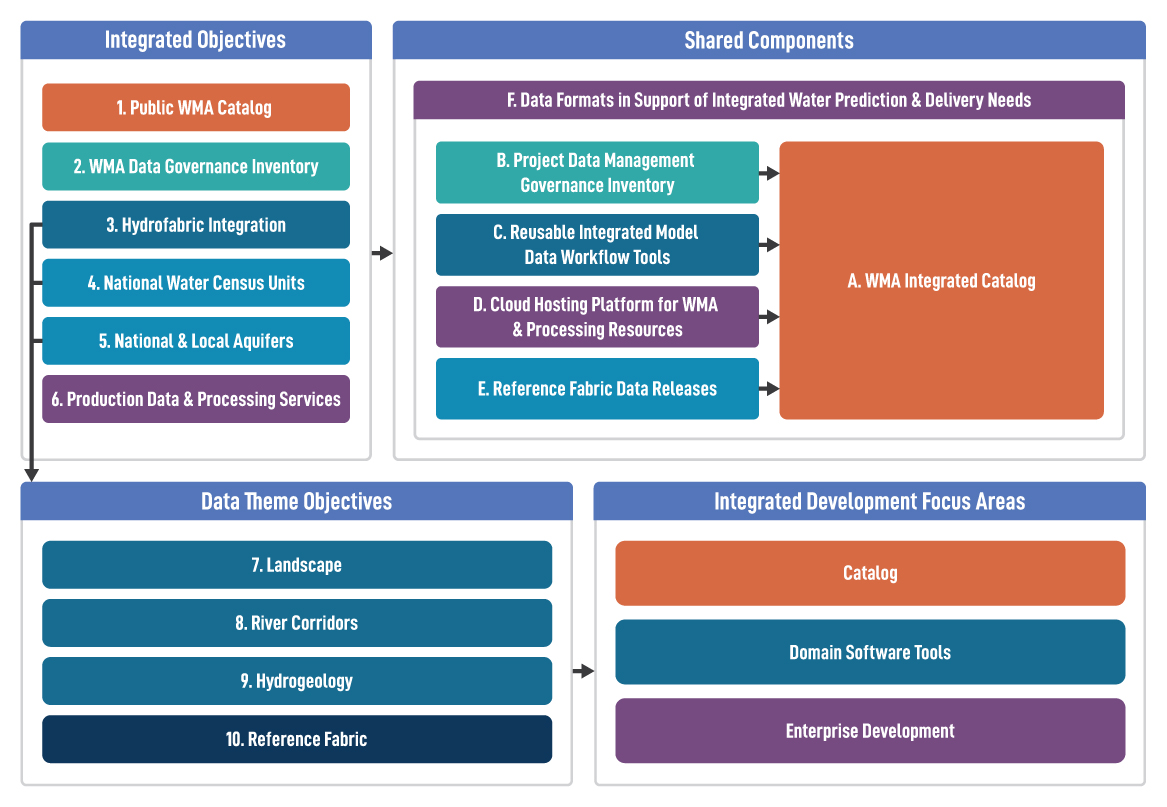 Integrated Objectives
1. Public WMA Catalog
2. WMA Data Governance Inventory
3. Hydrofabric Integration
4. National Water Census Units
5. National & Local Aquifers
6. Production Data & Processing Services
Shared Components
F. Data Formats in Support of Integrated Water Prediction & Delivery Needs
B. Project Data Management
Governance Inventory
C. Reusable Integrated Model
Data Workflow Tools
D. Cloud Hosting Platform for WMA
& Processing Resources
E. Reference Fabric Data Releases
A. WMA Integrated Catalog
Data Theme Objectives
7. Landscape
8. River Corridors
9. Hydrogeology
10. Reference Fabric
Integrated Development Focus Areas
Catalog
Domain Software Tools
Enterprise Development